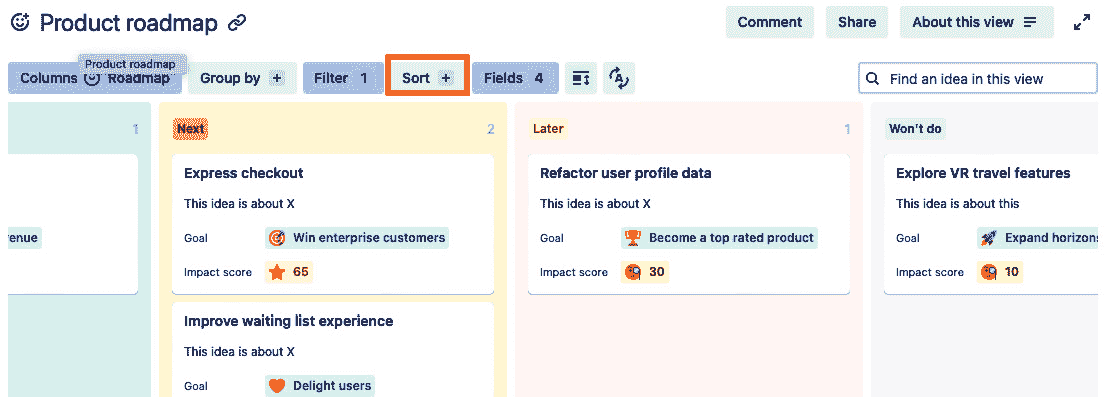 Product roadmap
Comment
Share
About this view
Product roadmap
Columns Roadmap
Group by +
Filter 1
Sort +
Fields 4
A
Find an idea in this view
1
Next 2
Later 1
Won't do
Express checkout
This idea is about X
Goal Win enterprise customers
Impact score 65
Improve waiting list experience
This idea is about X
Goal Delight users
Refactor user profile data
This idea is about X
Goal Become a top rated product
Impact score 30
Explore VR travel features
This idea is about this
Goal Expand horizons
Impact score 10